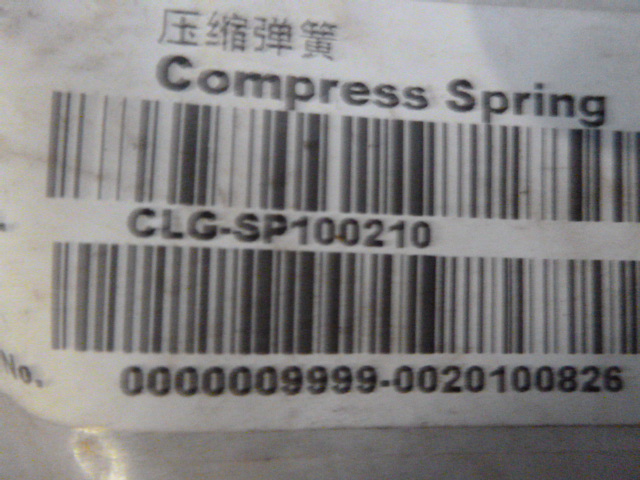 压缩弹簧
Compress Spring
CLG-SP100210
No.
0000009999-0020100826